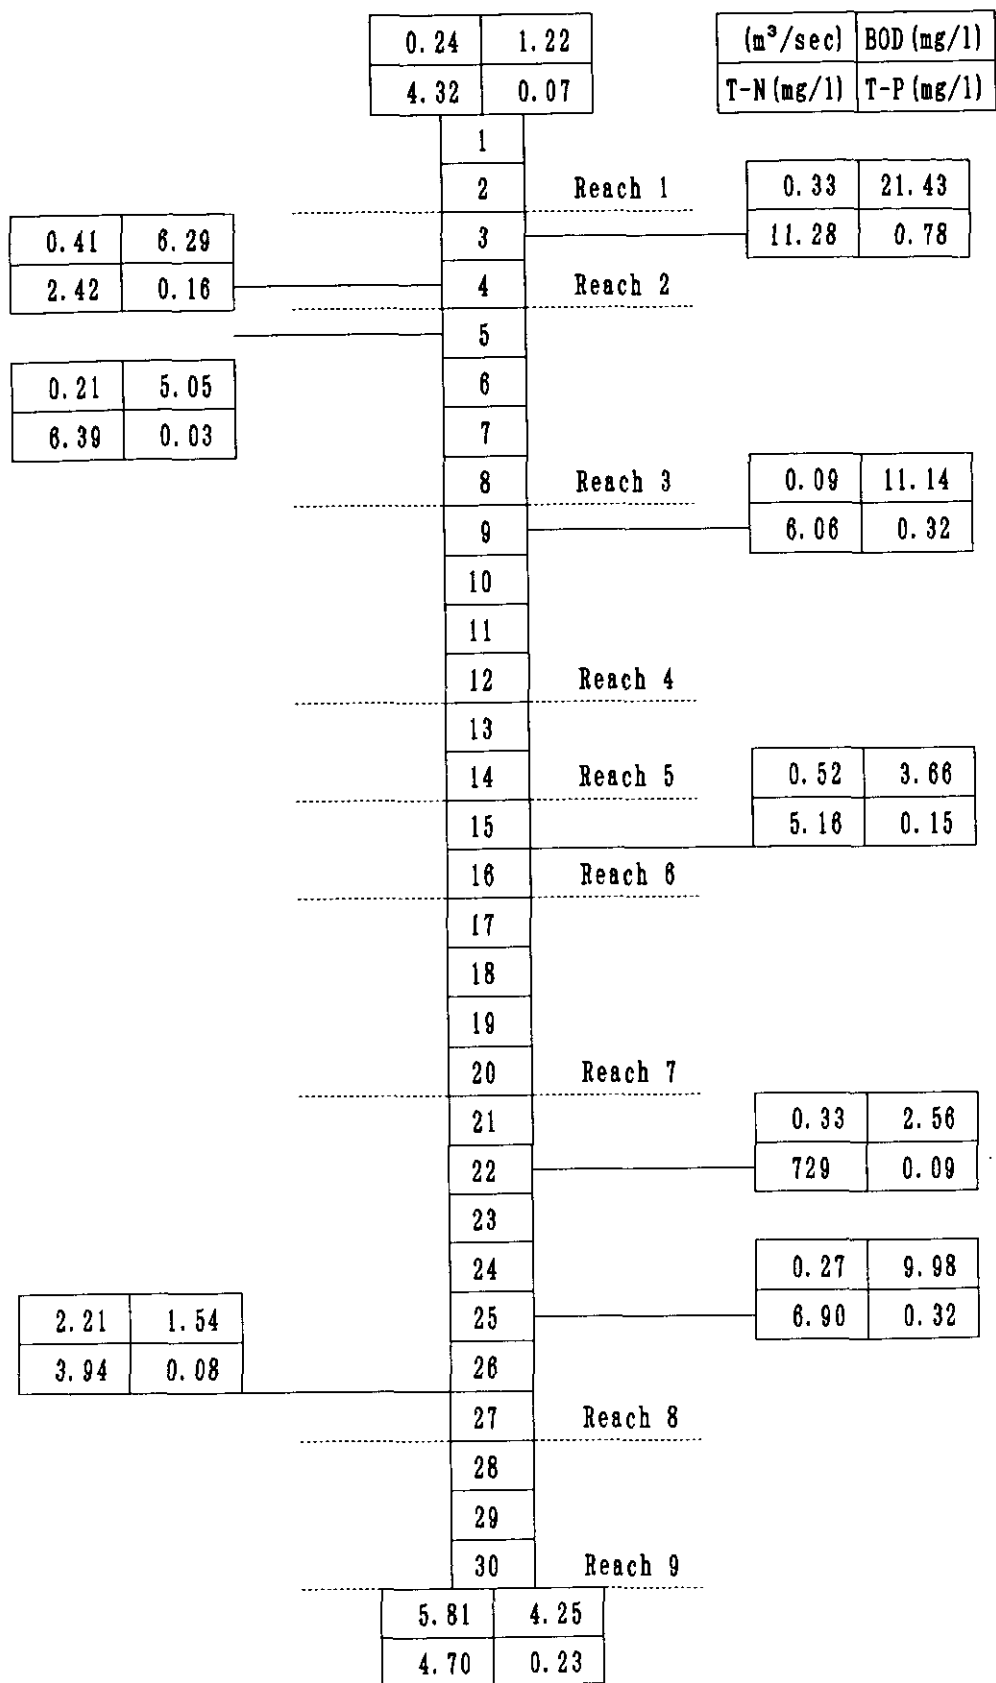 0.24 1.22 (m³/sec) BOD(mg/l)
4.32 0.07 T-N(mg/l) T-P(mg/l)
1
2 Reach 1 0.33 21.43
0.41 6.29 3 11.28 0.78
2.42 0.16 4 Reach 2
5
0.21 5.05 6
6.39 0.03 7
8 Reach 3 0.09 11.14
9 6.06 0.32
10
11
12 Reach 4
13
14 Reach 5 0.52 3.66
15 5.16 0.15
16 Reach 6
17
18
19
20 Reach 7
21 0.33 2.56
22 729 0.09
23
24 0.27 9.98
2.21 1.54 25 6.90 0.32
3.94 0.08 26
27 Reach 8
28
29
30 Reach 9
5.81 4.25
4.70 0.23